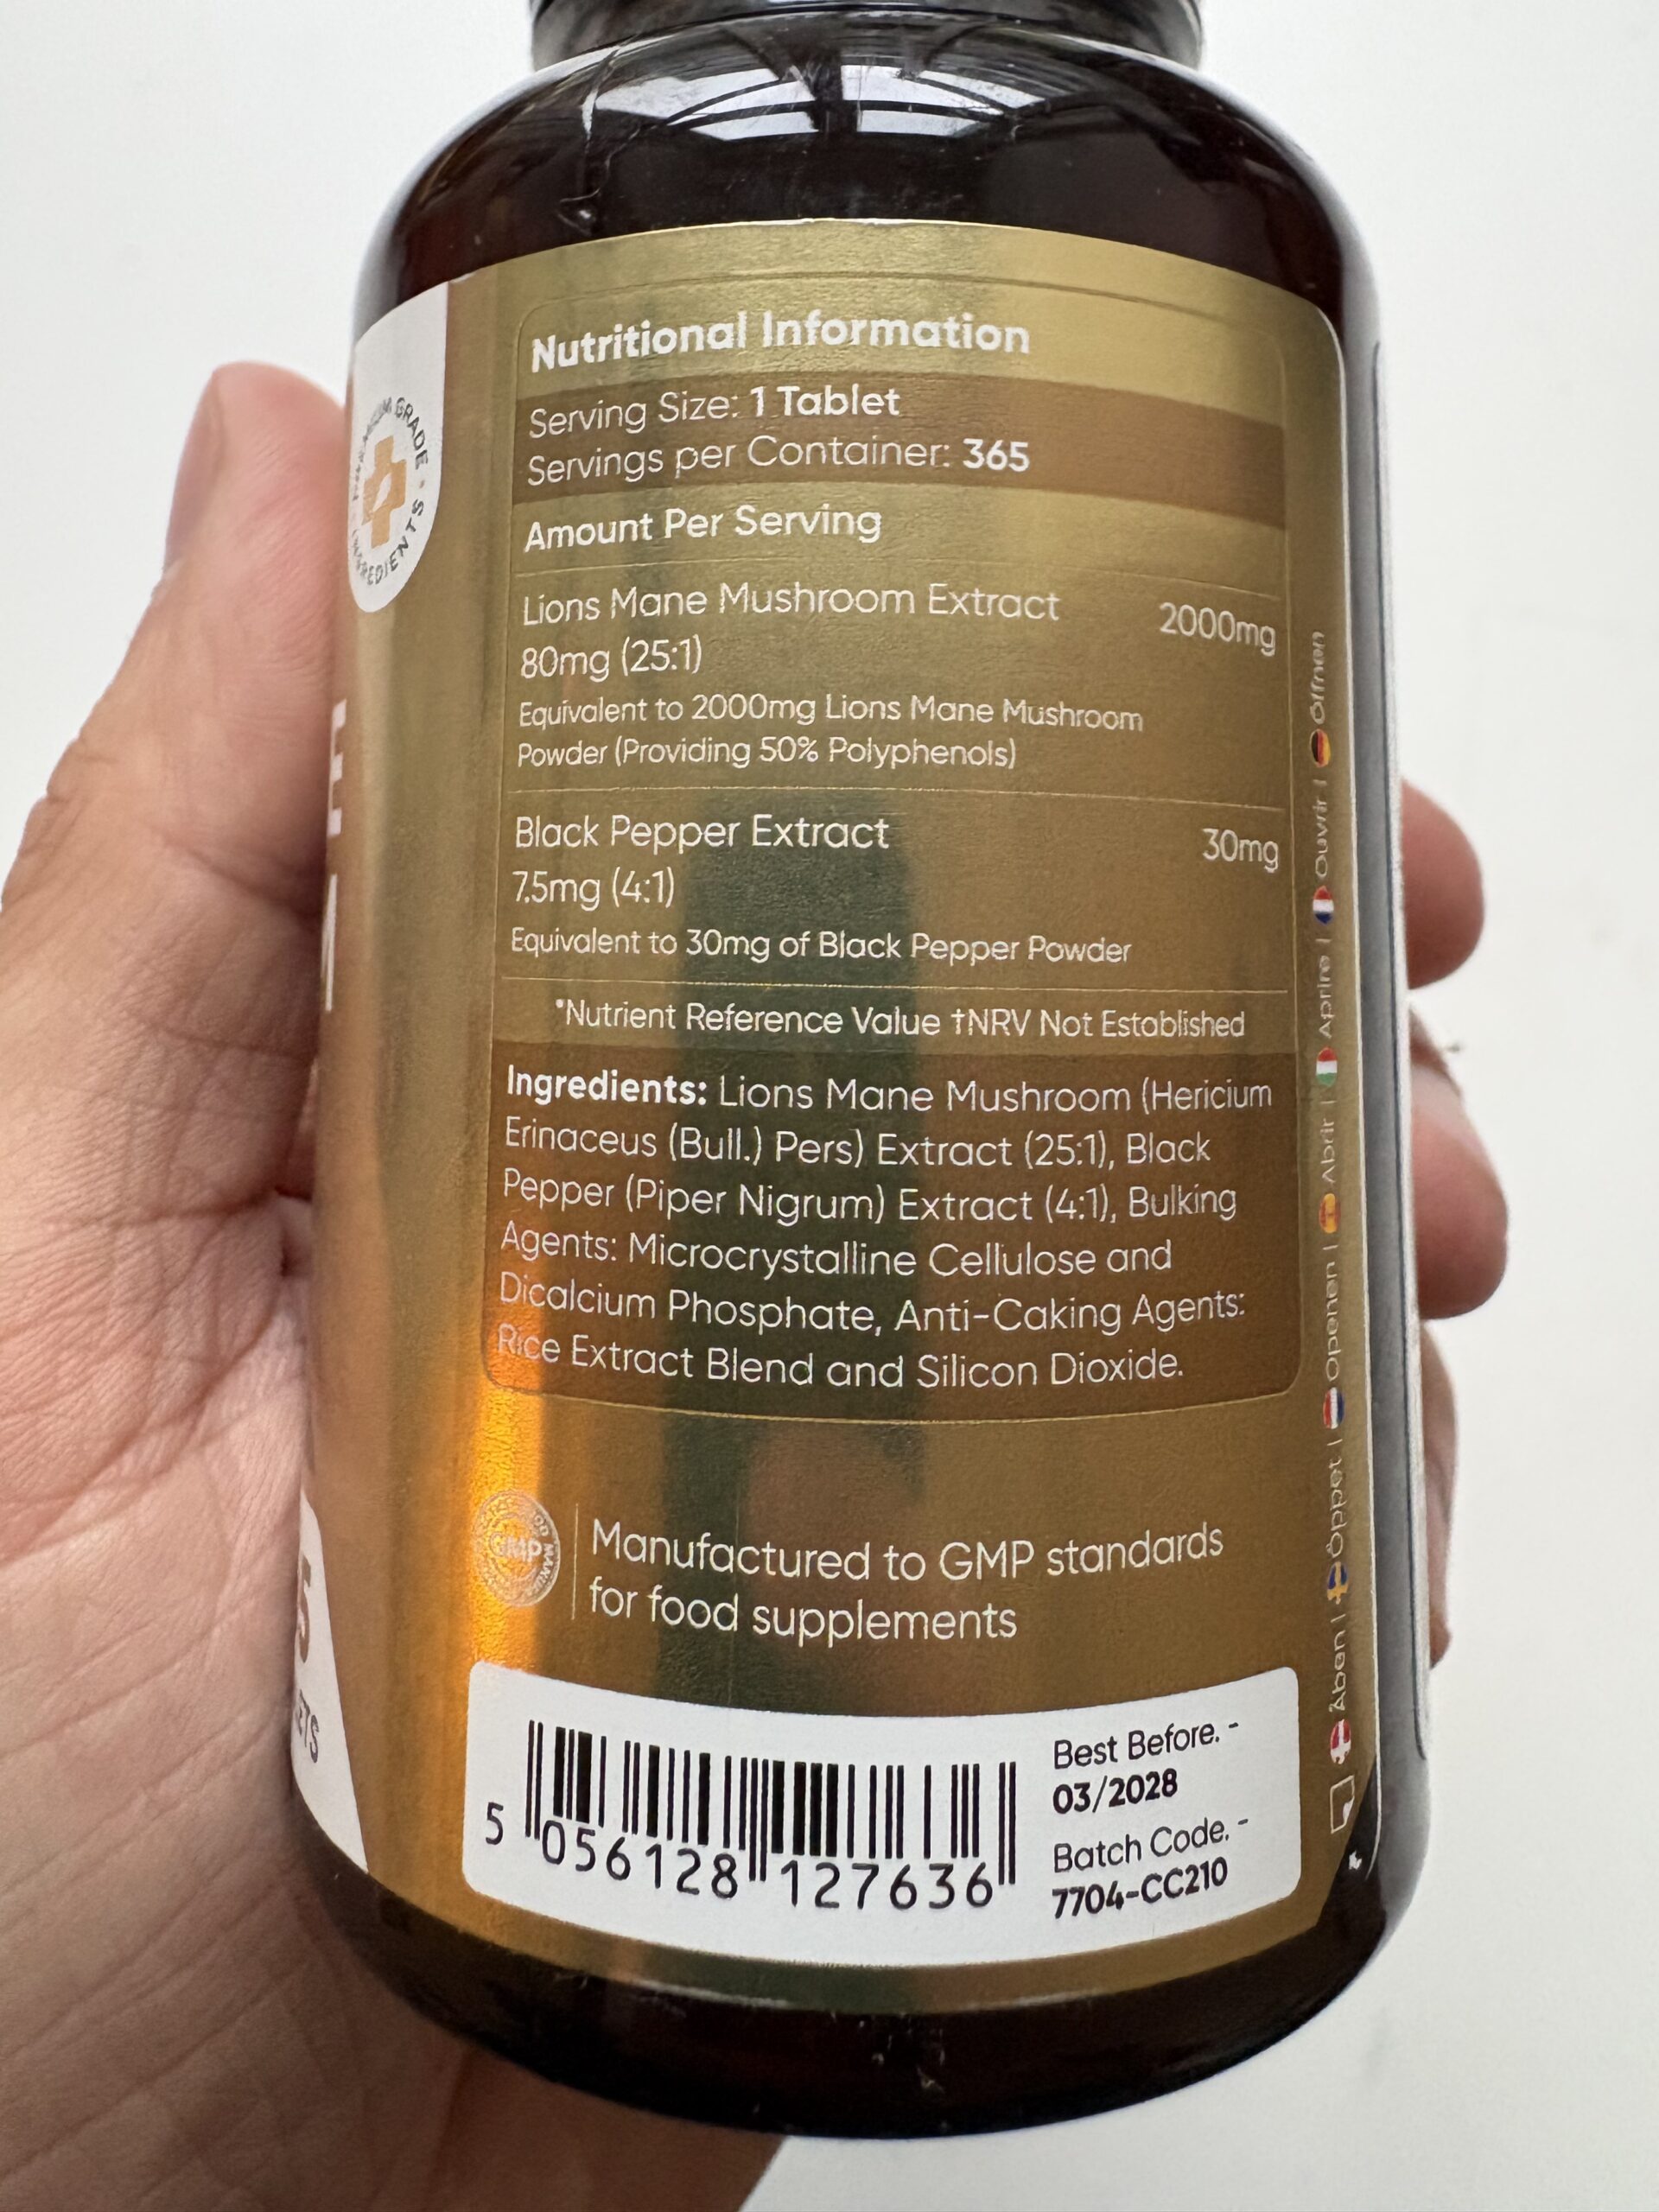 PREMIUM GRADE
INGREDIENTS
E
M
5
LETS
Nutritional Information
Serving Size: 1 Tablet
Servings per Container: 365
Amount Per Serving
Lions Mane Mushroom Extract 2000mg
80mg (25:1)
Equivalent to 2000mg Lions Mane Mushroom
Powder (Providing 50% Polyphenols)
Black Pepper Extract 30mg
7.5mg (4:1)
Equivalent to 30mg of Black Pepper Powder
*Nutrient Reference Value †NRV Not Established
Ingredients: Lions Mane Mushroom (Hericium
Erinaceus (Bull.) Pers) Extract (25:1), Black
Pepper (Piper Nigrum) Extract (4:1), Bulking
Agents: Microcrystalline Cellulose and
Dicalcium Phosphate, Anti-Caking Agents:
Rice Extract Blend and Silicon Dioxide.
GMP
Manufactured to GMP standards
for food supplements
5 056128 127636
Best Before. -
03/2028
Batch Code. -
7704-CC210
Åben | Öppet | Openen | Abrir | Aprire | Ouvrir | Öffnen